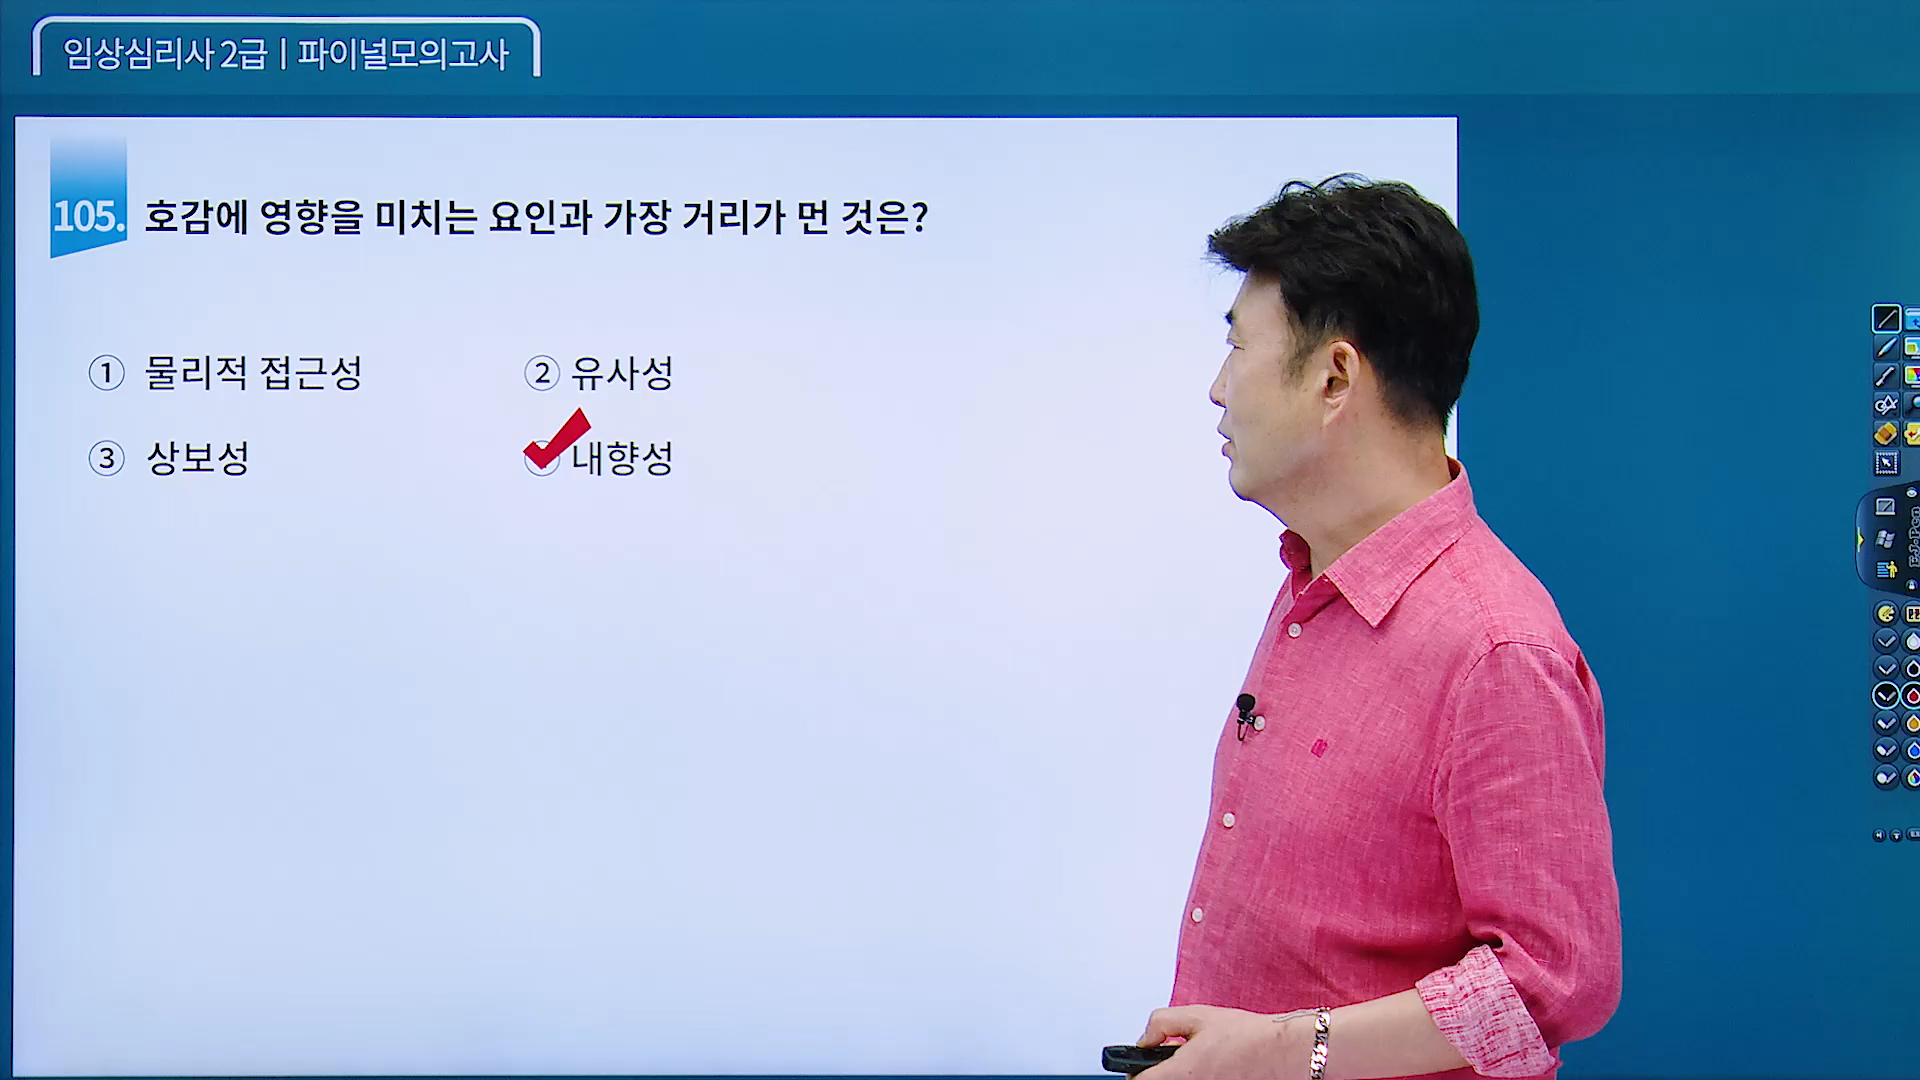 임상심리사 2급 | 파이널모의고사
105. 호감에 영향을 미치는 요인과 가장 거리가 먼 것은?
① 물리적 접근성 ② 유사성
③ 상보성 내향성